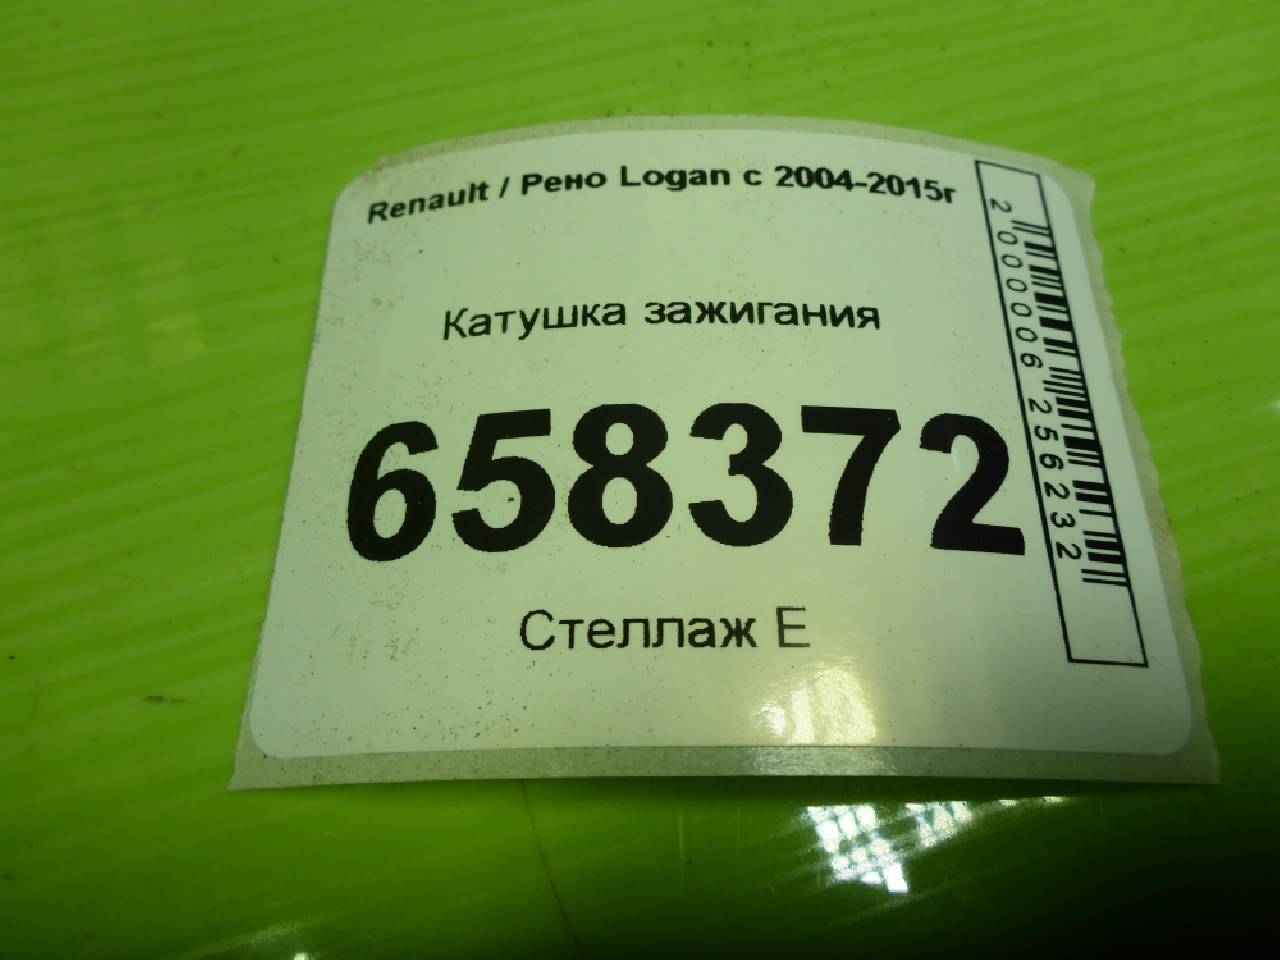 Renault / Рено Logan с 2004-2015г
Катушка зажигания
658372
Стеллаж Е
2000006256232